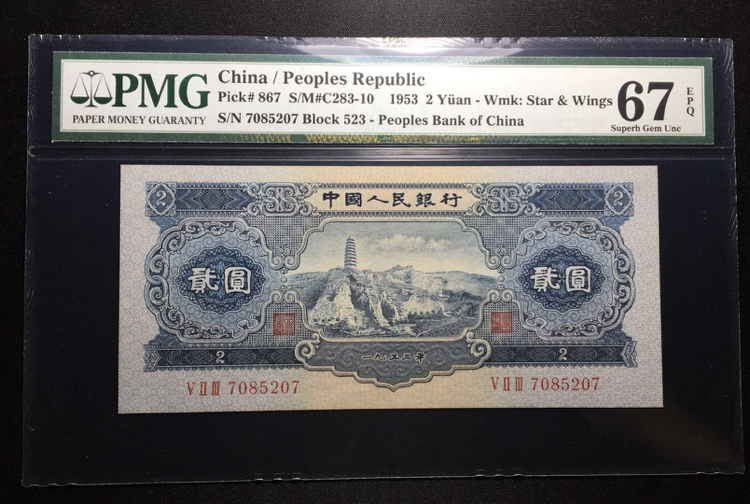 PMG
PAPER MONEY GUARANTY
China / Peoples Republic
Pick# 867 S/M#C283-10 1953 2 Yüan - Wmk: Star & Wings
S/N 7085207 Block 523 - Peoples Bank of China
67 EPQ
Superb Gem Unc
2 中國人民銀行 2
貳圓 貳圓
2 一九五三年 2
V II III 7085207 V II III 7085207